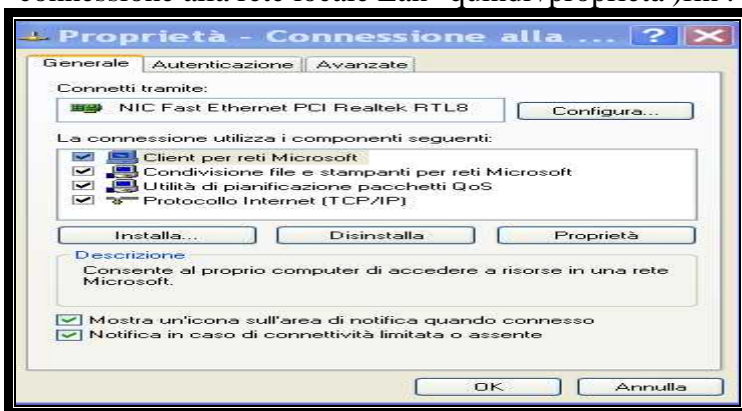 connessione alla rete locale Lan "quindi /proprietà ).....
Proprietà - Connessione alla ...
Generale Autenticazione Avanzate
Connetti tramite:
NIC Fast Ethernet PCI Realtek RTL8 Configura...
La connessione utilizza i componenti seguenti:
Client per reti Microsoft
Condivisione file e stampanti per reti Microsoft
Utilità di pianificazione pacchetti QoS
Protocollo Internet (TCP/IP)
Installa... Disinstalla Proprietà
Descrizione
Consente al proprio computer di accedere a risorse in una rete
Microsoft.
Mostra un'icona sull'area di notifica quando connesso
Notifica in caso di connettività limitata o assente
OK Annulla